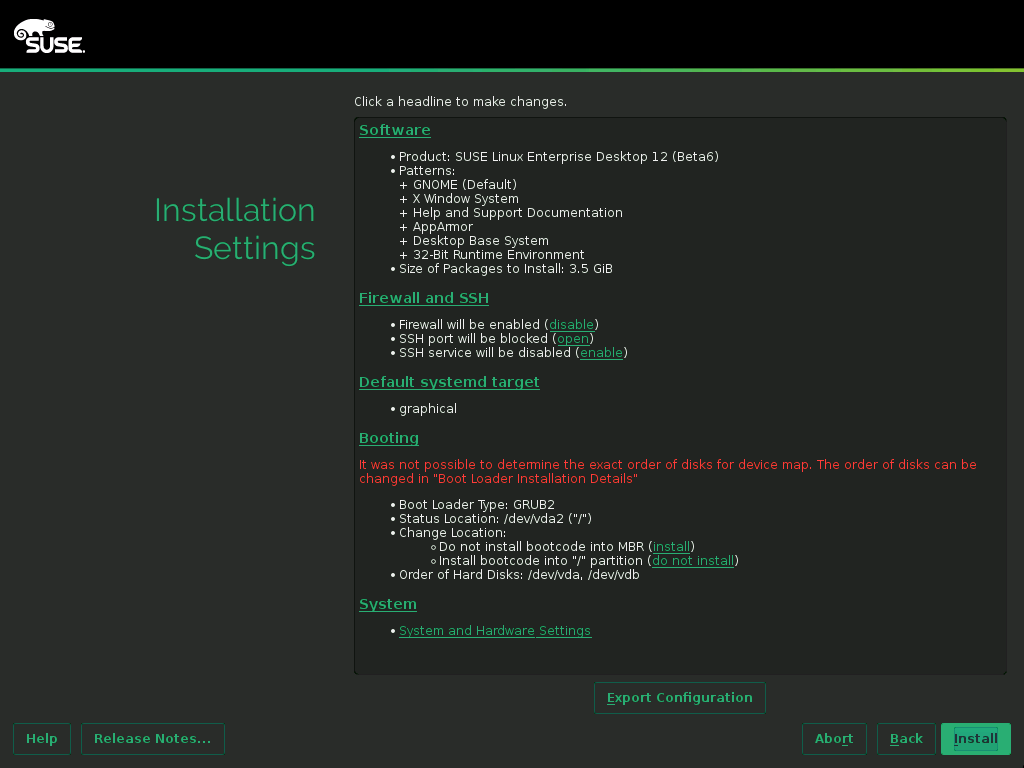 SUSE.
Click a headline to make changes.
Installation
Settings
Software
• Product: SUSE Linux Enterprise Desktop 12 (Beta6)
• Patterns:
+ GNOME (Default)
+ X Window System
+ Help and Support Documentation
+ AppArmor
+ Desktop Base System
+ 32-Bit Runtime Environment
• Size of Packages to Install: 3.5 GiB
Firewall and SSH
• Firewall will be enabled (disable)
• SSH port will be blocked (open)
• SSH service will be disabled (enable)
Default systemd target
• graphical
Booting
It was not possible to determine the exact order of disks for device map. The order of disks can be
changed in "Boot Loader Installation Details"
• Boot Loader Type: GRUB2
• Status Location: /dev/vda2 ("/")
• Change Location:
◦ Do not install bootcode into MBR (install)
◦ Install bootcode into "/" partition (do not install)
• Order of Hard Disks: /dev/vda, /dev/vdb
System
• System and Hardware Settings
Export Configuration
Help Release Notes... Abort Back Install